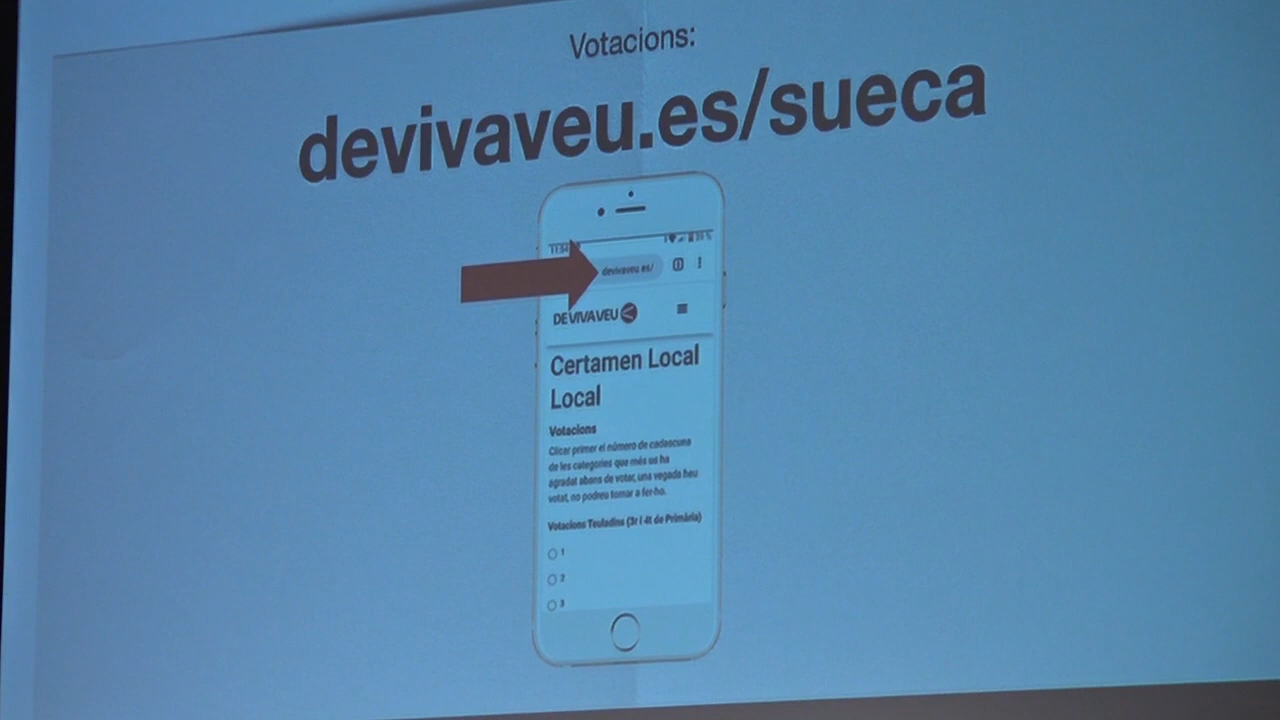 Votacions:
devivaveu.es/sueca
devivaveu.es/
DEVIVAVEU
Certamen Local
Local
Votacions
Clicar primer el número de cadascuna
de les categories que més us ha
agradat abans de votar, una vegada heu
votat, no podreu tornar a fer-ho.
Votacions Teuladins (3r i 4t de Primària)
1
2
3